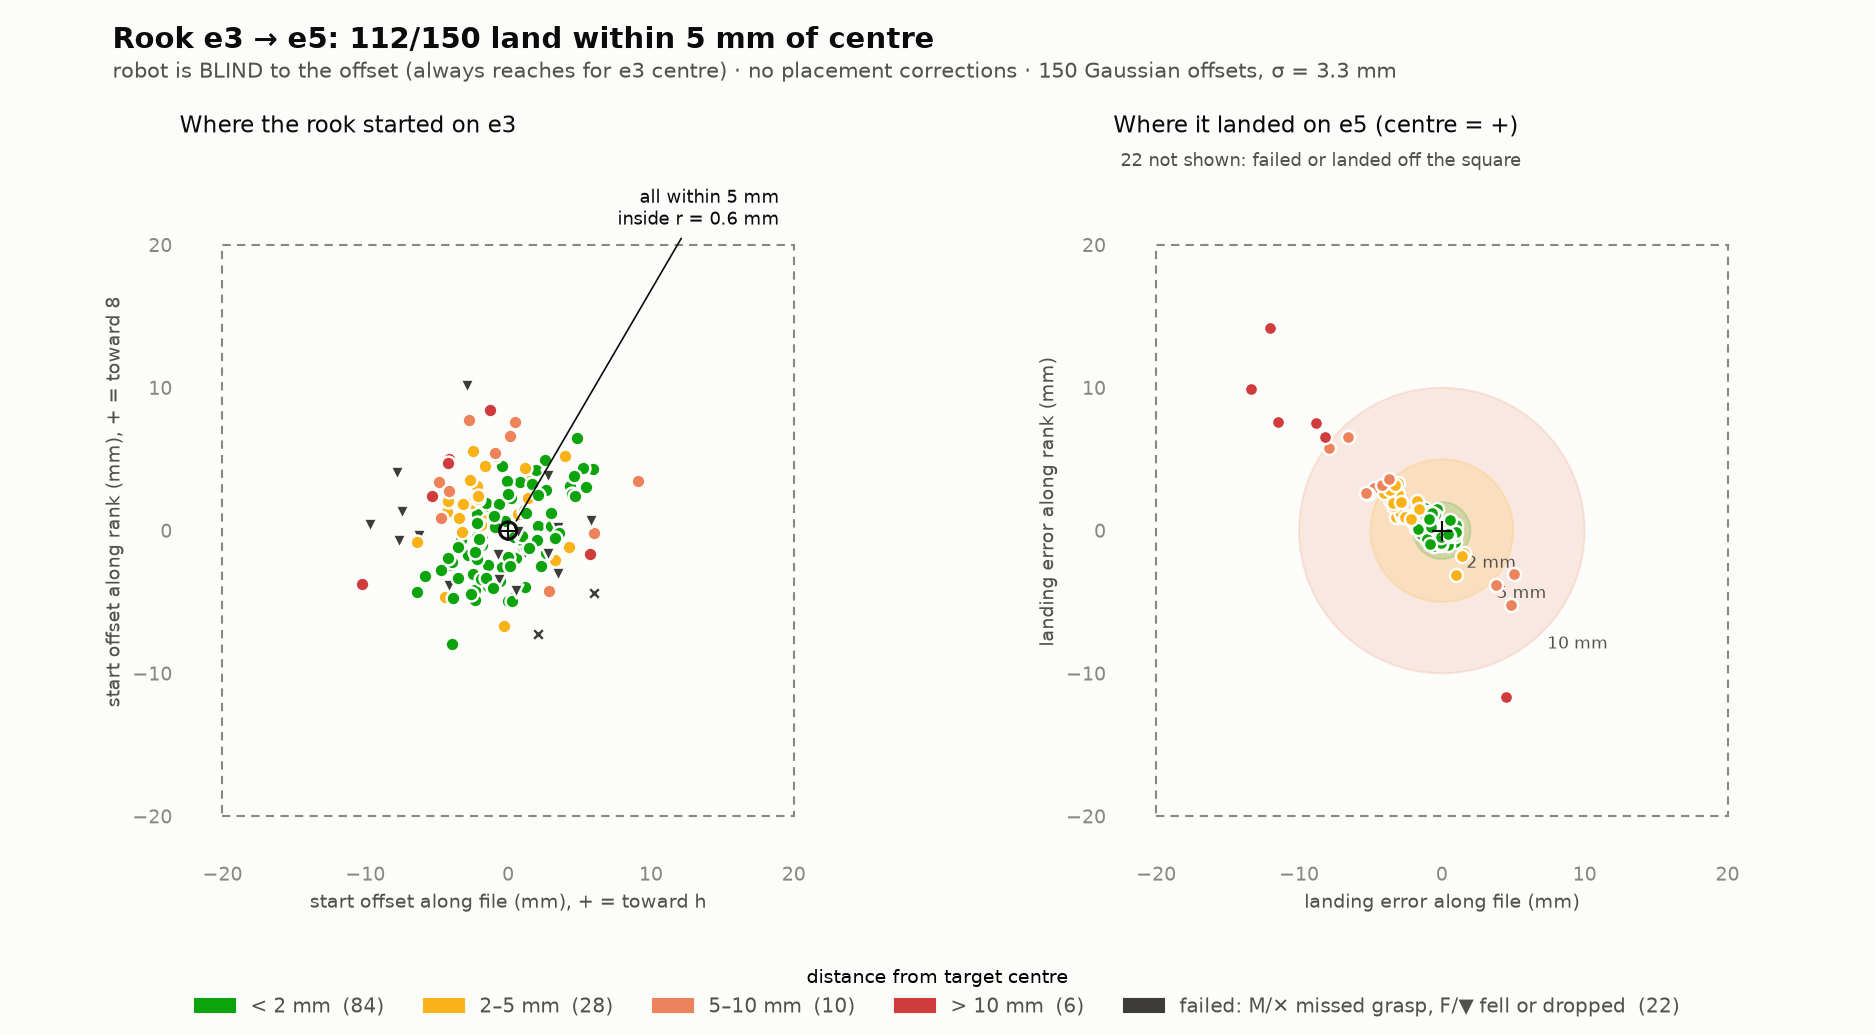 Rook e3 → e5: 112/150 land within 5 mm of centre
robot is BLIND to the offset (always reaches for e3 centre) · no placement corrections · 150 Gaussian offsets, σ = 3.3 mm
Where the rook started on e3
all within 5 mm
inside r = 0.6 mm
20
10
0
−10
−20
start offset along rank (mm), + = toward 8
−20
−10
0
10
20
start offset along file (mm), + = toward h
Where it landed on e5 (centre = +)
22 not shown: failed or landed off the square
20
10
0
−10
−20
landing error along rank (mm)
2 mm
5 mm
10 mm
−20
−10
0
10
20
landing error along file (mm)
distance from target centre
< 2 mm (84)
2–5 mm (28)
5–10 mm (10)
> 10 mm (6)
failed: M/✕ missed grasp, F/▼ fell or dropped (22)